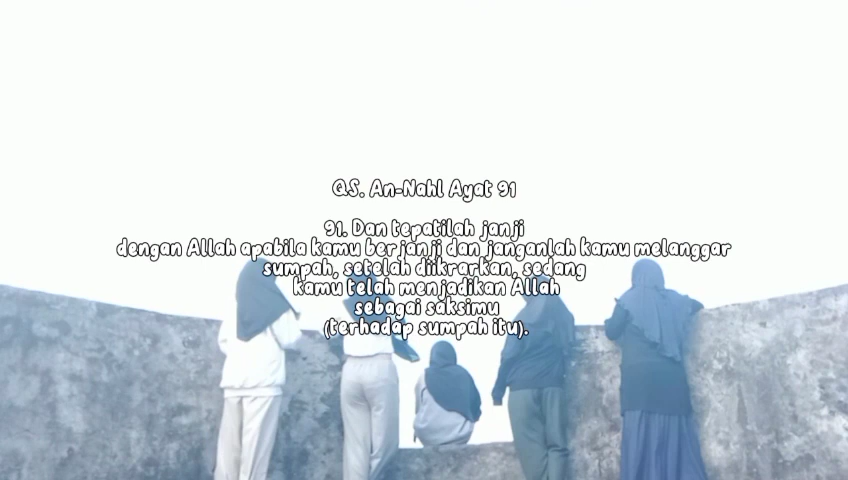 QS. An-Nahl Ayat 91
91. Dan tepatilah janji
dengan Allah apabila kamu berjanji dan janganlah kamu melanggar
sumpah, setelah diikrarkan, sedang
kamu telah menjadikan Allah
sebagai saksimu
(terhadap sumpah itu).